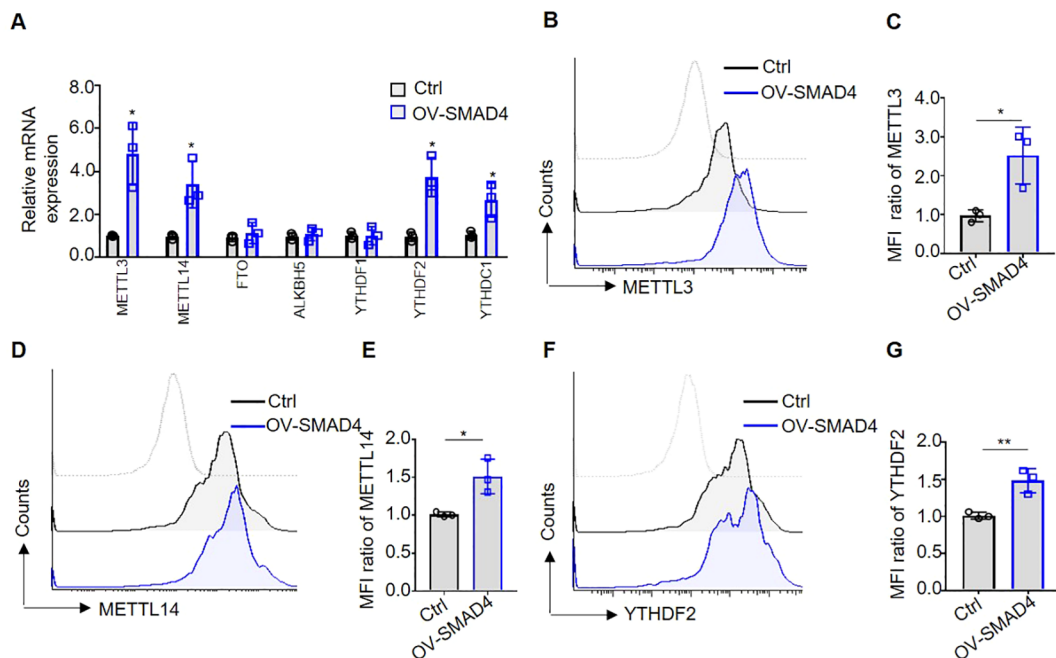 A
Relative mRNA
expression
8.0
6.0
4.0
2.0
0.0
Ctrl
OV-SMAD4
*
*
*
*
METTL3
METTL14
FTO
ALKBH5
YTHDF1
YTHDF2
YTHDC1
B
Ctrl
OV-SMAD4
Counts
METTL3
C
MFI ratio of METTL3
4.0
3.0
2.0
1.0
0.0
*
Ctrl
OV-SMAD4
D
Ctrl
OV-SMAD4
Counts
METTL14
E
MFI ratio of METTL14
2.0
1.5
1.0
0.5
0.0
*
Ctrl
OV-SMAD4
F
Ctrl
OV-SMAD4
Counts
YTHDF2
G
MFI ratio of YTHDF2
2.0
1.5
1.0
0.5
0.0
**
Ctrl
OV-SMAD4